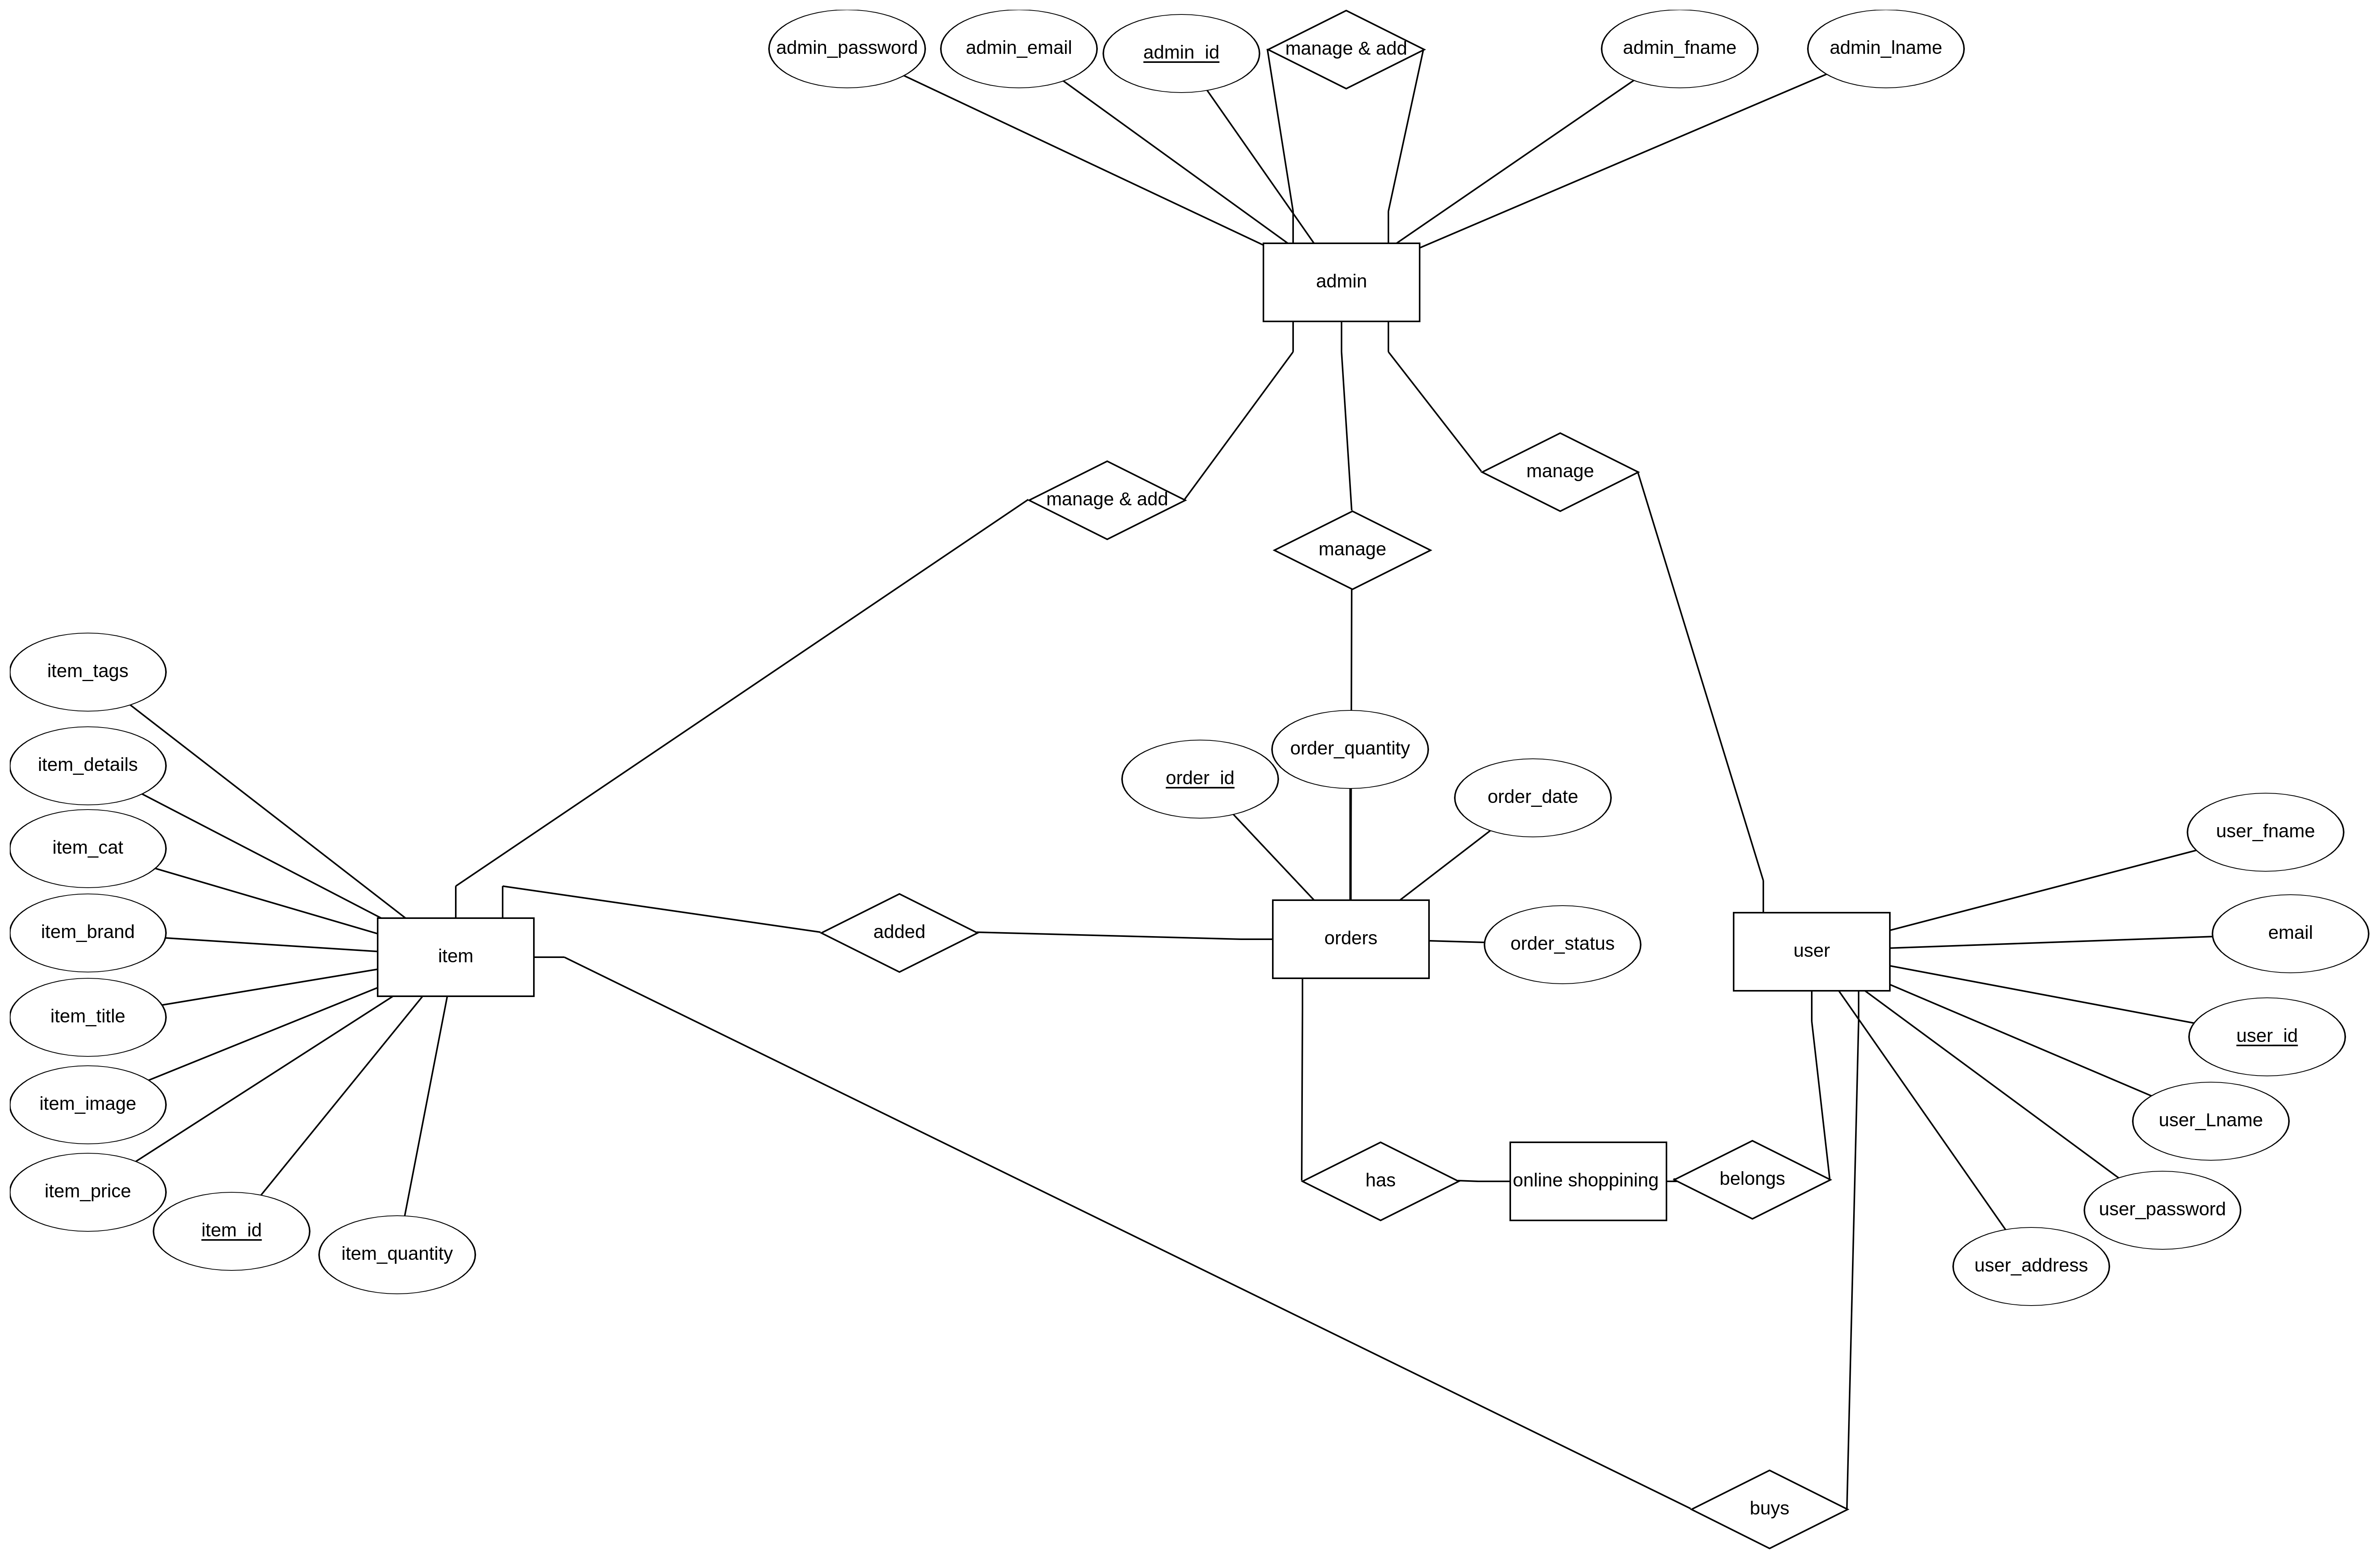 admin_password
admin_email
admin_id
manage & add
admin_fname
admin_lname
admin
manage & add
manage
manage
item_tags
item_details
item_cat
item_brand
item_title
item_image
item_price
item_id
item_quantity
item
added
order_id
order_quantity
order_date
order_status
orders
user
user_fname
email
user_id
user_Lname
user_password
user_address
has
online shoppining
belongs
buys